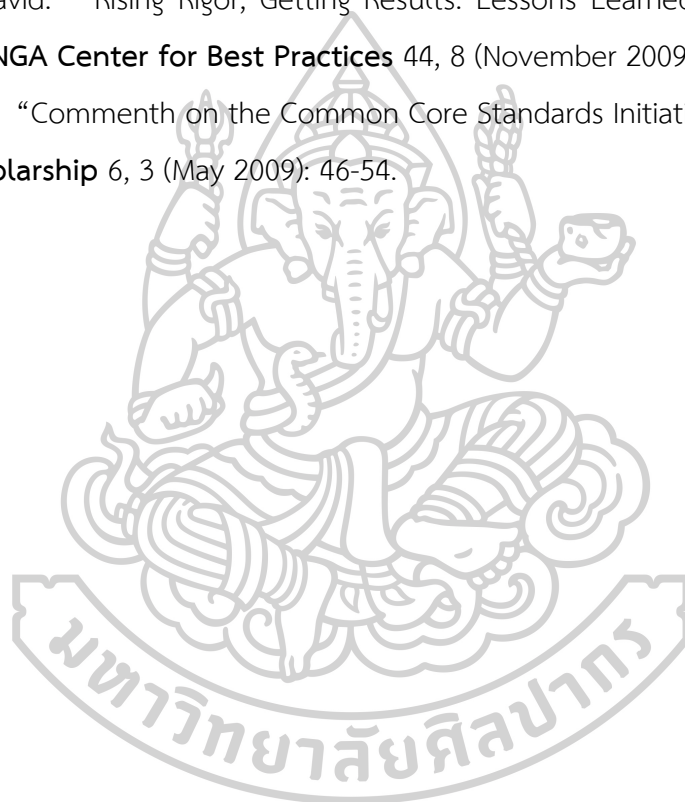 avid. " Rising Rigor, Getting Results: Lessons Learned
NGA Center for Best Practices 44, 8 (November 2009
"Commenth on the Common Core Standards Initiat
olarship 6, 3 (May 2009): 46-54.
มหาวิทยาลัยศิลปากร